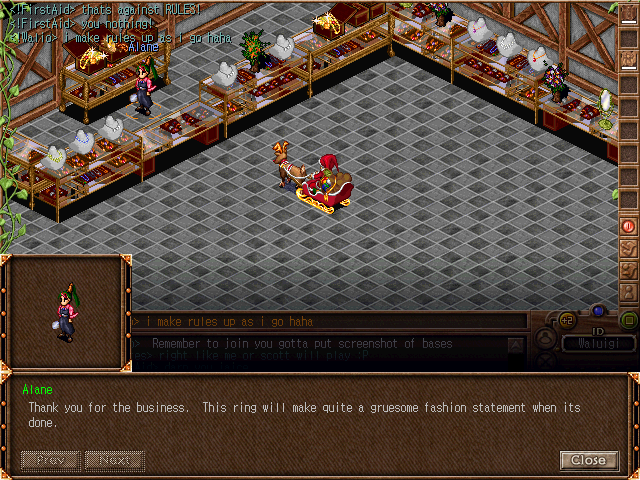 <!FirstAid> thats against RULES!
<!FirstAid> you nothing!
<!Walio> i make rules up as i go haha
Alane
> i make rules up as i go haha
> Remember to join you gotta put screenshot of bases
es> right like me or scott will play :P
+2
ID
Waluigi
Alane
Thank you for the business. This ring will make quite a gruesome fashion statement when its
done.
Prev
Next
Close